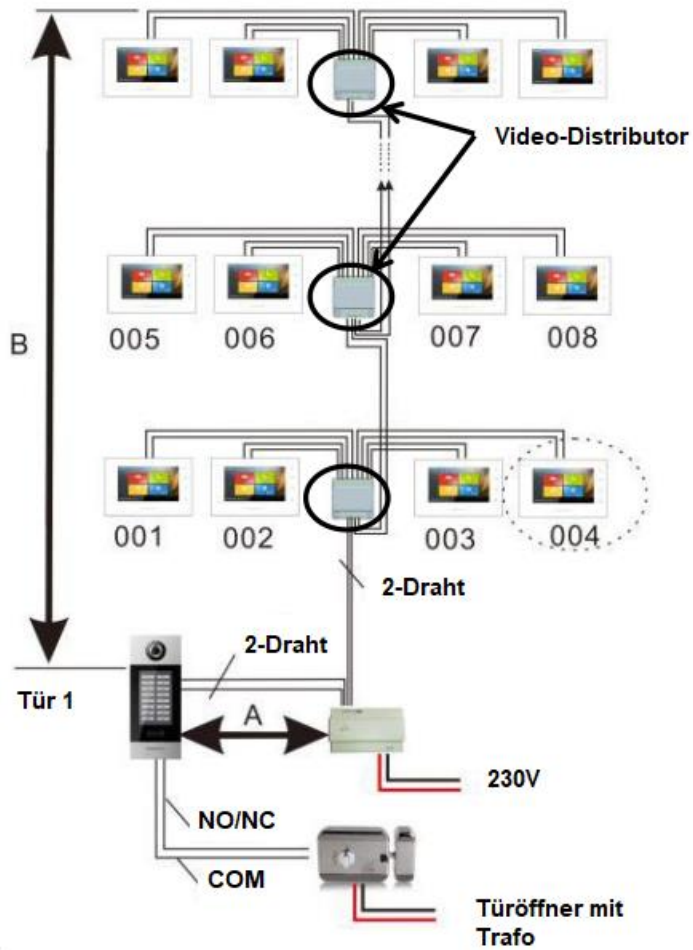 Video-Distributor
B
005 006 007 008
001 002 003 004
2-Draht
2-Draht
Tür 1
A
230V
NO/NC
COM
Türöffner mit
Trafo